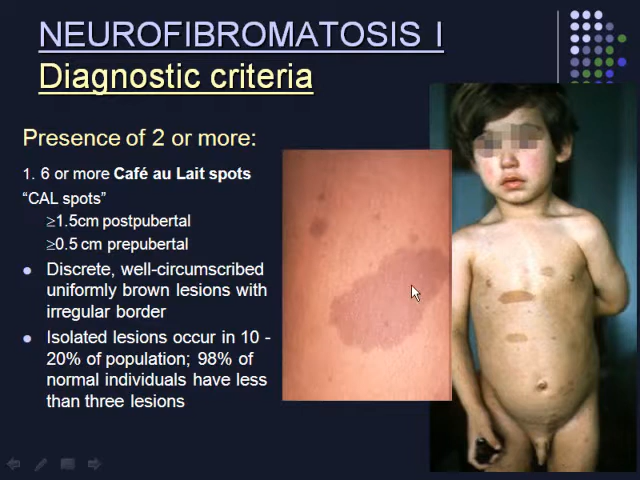 NEUROFIBROMATOSIS I
Diagnostic criteria
Presence of 2 or more:
1. 6 or more Café au Lait spots
“CAL spots”
≥1.5cm postpubertal
≥0.5 cm prepubertal
Discrete, well-circumscribed
uniformly brown lesions with
irregular border
Isolated lesions occur in 10 -
20% of population; 98% of
normal individuals have less
than three lesions